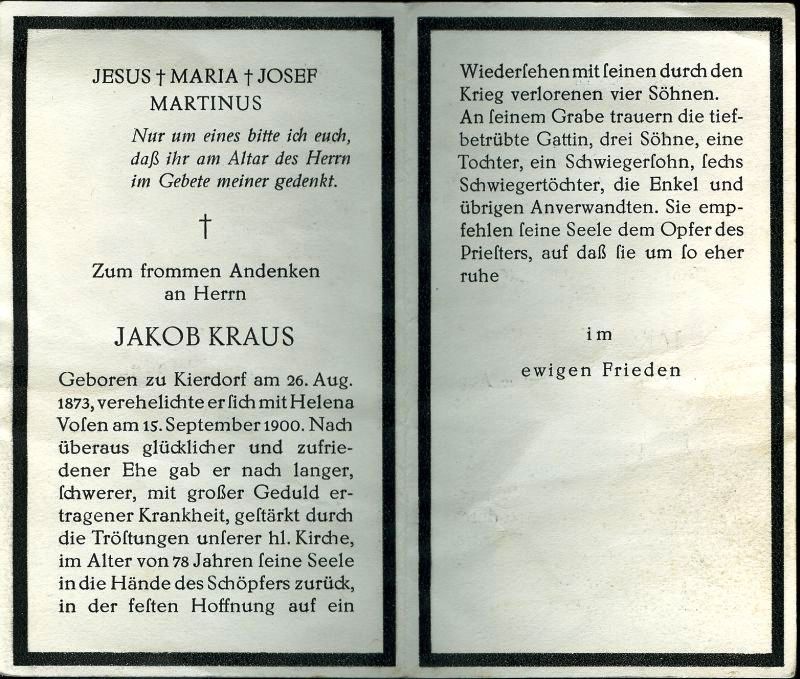 JESUS † MARIA † JOSEF
MARTINUS
Nur um eines bitte ich euch,
daß ihr am Altar des Herrn
im Gebete meiner gedenkt.
†
Zum frommen Andenken
an Herrn
JAKOB KRAUS
Geboren zu Kierdorf am 26. Aug.
1873, verehelichte er ſich mit Helena
Voſen am 15. September 1900. Nach
überaus glücklicher und zufrie-
dener Ehe gab er nach langer,
ſchwerer, mit großer Geduld er-
tragener Krankheit, geſtärkt durch
die Tröſtungen unſerer hl. Kirche,
im Alter von 78 Jahren ſeine Seele
in die Hände des Schöpfers zurück,
in der feſten Hoffnung auf ein
Wiederſehen mit ſeinen durch den
Krieg verlorenen vier Söhnen.
An ſeinem Grabe trauern die tief-
betrübte Gattin, drei Söhne, eine
Tochter, ein Schwiegerſohn, ſechs
Schwiegertöchter, die Enkel und
übrigen Anverwandten. Sie emp-
fehlen ſeine Seele dem Opfer des
Prieſters, auf daß ſie um ſo eher
ruhe
im
ewigen Frieden